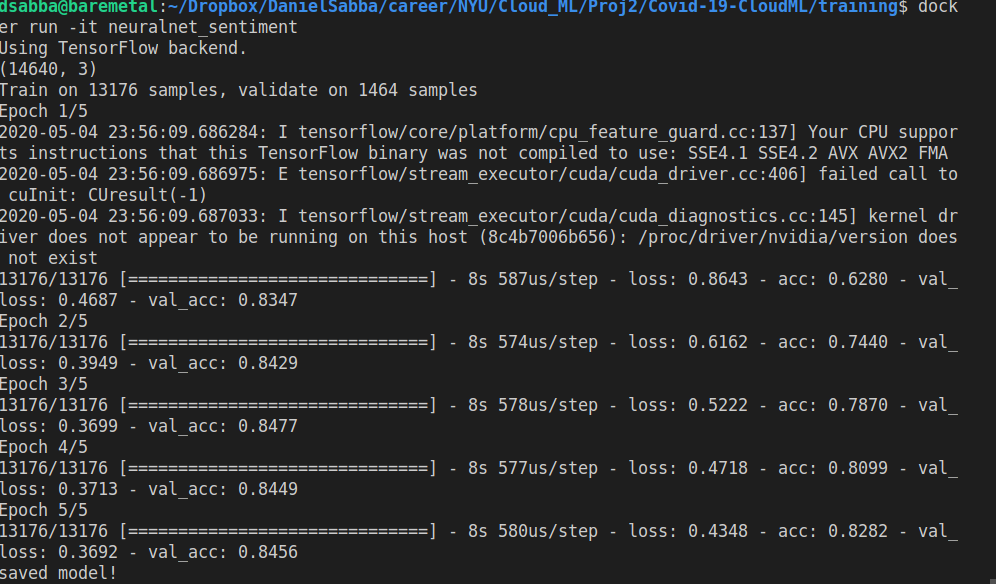 dsabba@baremetal:~/Dropbox/DanielSabba/career/NYU/Cloud_ML/Proj2/Covid-19-CloudML/training$ dock
er run -it neuralnet_sentiment
Using TensorFlow backend.
(14640, 3)
Train on 13176 samples, validate on 1464 samples
Epoch 1/5
2020-05-04 23:56:09.686284: I tensorflow/core/platform/cpu_feature_guard.cc:137] Your CPU suppor
ts instructions that this TensorFlow binary was not compiled to use: SSE4.1 SSE4.2 AVX AVX2 FMA
2020-05-04 23:56:09.686975: E tensorflow/stream_executor/cuda/cuda_driver.cc:406] failed call to
 cuInit: CUresult(-1)
2020-05-04 23:56:09.687033: I tensorflow/stream_executor/cuda/cuda_diagnostics.cc:145] kernel dr
iver does not appear to be running on this host (8c4b7006b656): /proc/driver/nvidia/version does
 not exist
13176/13176 [==============================] - 8s 587us/step - loss: 0.8643 - acc: 0.6280 - val_
loss: 0.4687 - val_acc: 0.8347
Epoch 2/5
13176/13176 [==============================] - 8s 574us/step - loss: 0.6162 - acc: 0.7440 - val_
loss: 0.3949 - val_acc: 0.8429
Epoch 3/5
13176/13176 [==============================] - 8s 578us/step - loss: 0.5222 - acc: 0.7870 - val_
loss: 0.3699 - val_acc: 0.8477
Epoch 4/5
13176/13176 [==============================] - 8s 577us/step - loss: 0.4718 - acc: 0.8099 - val_
loss: 0.3713 - val_acc: 0.8449
Epoch 5/5
13176/13176 [==============================] - 8s 580us/step - loss: 0.4348 - acc: 0.8282 - val_
loss: 0.3692 - val_acc: 0.8456
saved model!